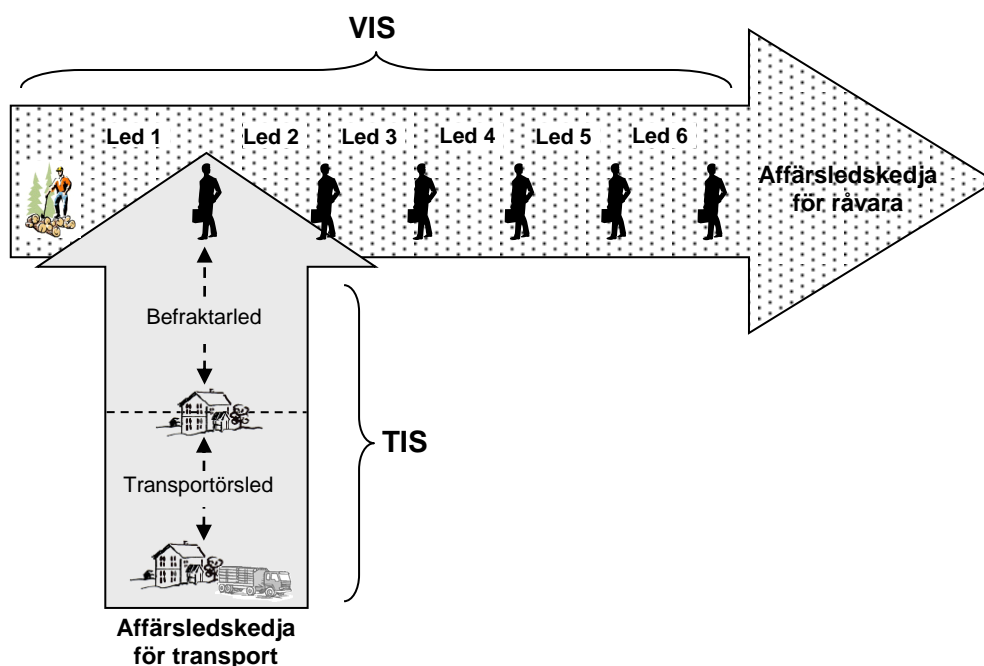 VIS
Led 1
Led 2
Led 3
Led 4
Led 5
Led 6
Affärsledskedja
för råvara
Befraktarled
TIS
Transportörsled
Affärsledskedja
för transport